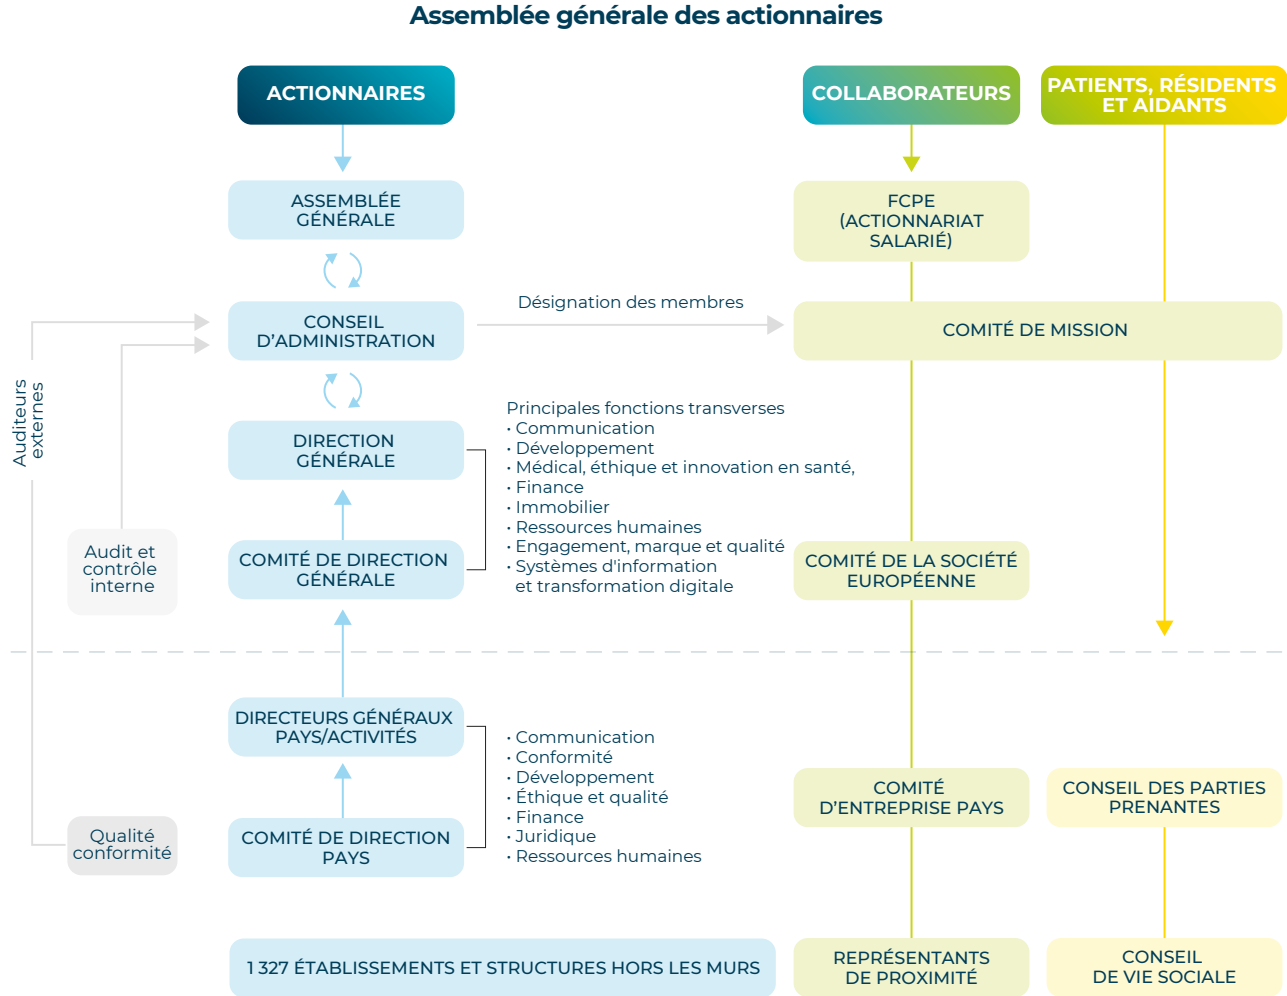 Assemblée générale des actionnaires
ACTIONNAIRES
COLLABORATEURS
PATIENTS, RÉSIDENTS
ET AIDANTS
ASSEMBLÉE
GÉNÉRALE
FCPE
(ACTIONNARIAT
SALARIÉ)
CONSEIL
D'ADMINISTRATION
Désignation des membres
COMITÉ DE MISSION
Auditeurs
externes
DIRECTION
GÉNÉRALE
Principales fonctions transverses
• Communication
• Développement
• Médical, éthique et innovation en santé,
• Finance
• Immobilier
• Ressources humaines
• Engagement, marque et qualité
• Systèmes d'information
et transformation digitale
Audit et
contrôle
interne
COMITÉ DE DIRECTION
GÉNÉRALE
COMITÉ DE LA SOCIÉTÉ
EUROPÉENNE
DIRECTEURS GÉNÉRAUX
PAYS/ACTIVITÉS
• Communication
• Conformité
• Développement
• Éthique et qualité
• Finance
• Juridique
• Ressources humaines
COMITÉ
D'ENTREPRISE PAYS
CONSEIL DES PARTIES
PRENANTES
Qualité
conformité
COMITÉ DE DIRECTION
PAYS
1 327 ÉTABLISSEMENTS ET STRUCTURES HORS LES MURS
REPRÉSENTANTS
DE PROXIMITÉ
CONSEIL
DE VIE SOCIALE